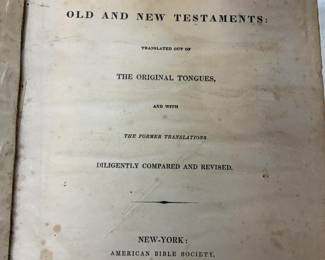 OLD AND NEW TESTAMENTS:
TRANSLATED OUT OF
THE ORIGINAL TONGUES,
AND WITH
THE FORMER TRANSLATIONS
DILIGENTLY COMPARED AND REVISED.
NEW-YORK:
AMERICAN BIBLE SOCIETY,